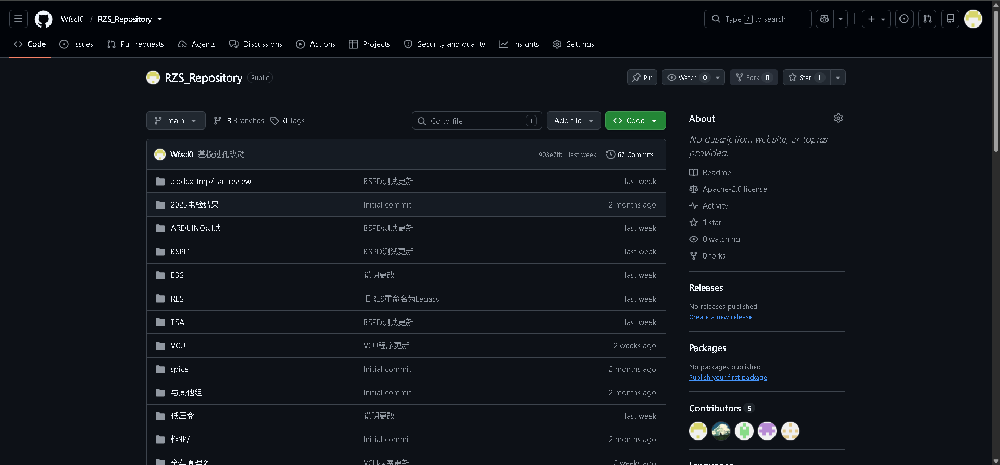 Wfscl0 / RZS_Repository
Type / to search
Code Issues Pull requests Agents Discussions Actions Projects Security and quality Insights Settings
RZS_Repository Public
Pin Watch 0 Fork 0 Star 1
main 3 Branches 0 Tags
Go to file T Add file Code
Wfscl0 基板过孔改动 903e7fb · last week 67 Commits
.codex_tmp/tsal_review BSPD测试更新 last week
2025电检结果 Initial commit 2 months ago
ARDUINO测试 BSPD测试更新 last week
BSPD BSPD测试更新 last week
EBS 说明更改 last week
RES 旧RES重命名为Legacy last week
TSAL BSPD测试更新 last week
VCU VCU程序更新 2 weeks ago
spice Initial commit 2 months ago
与其他组 Initial commit 2 months ago
低压盒 说明更改 last week
作业/1 Initial commit 2 months ago
全车原理图 VCU程序更新 2 weeks ago
About
No description, website, or topics
provided.
Readme
Apache-2.0 license
Activity
1 star
0 watching
0 forks
Releases
No releases published
Create a new release
Packages
No packages published
Publish your first package
Contributors 5